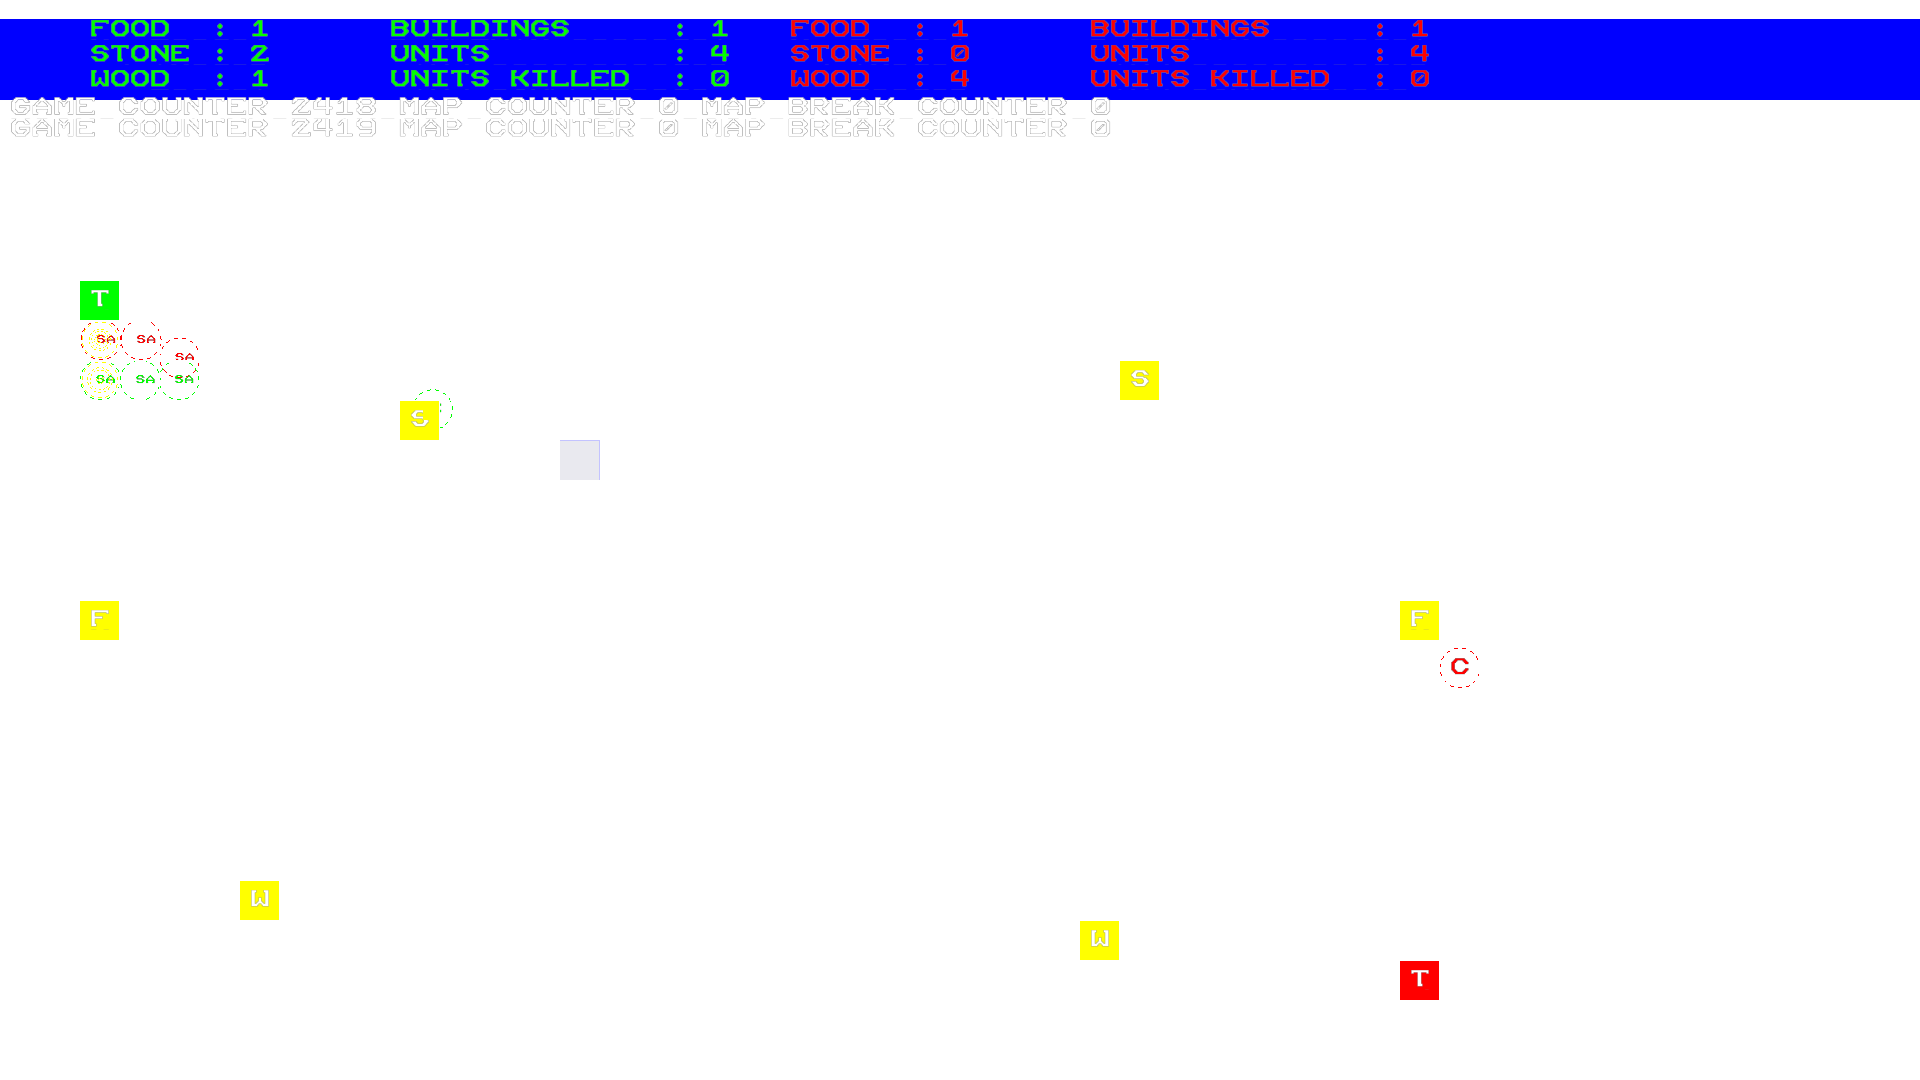 FOOD : 1 BUILDINGS : 1 FOOD : 1 BUILDINGS : 1
STONE : 2 UNITS : 4 STONE : 0 UNITS : 4
WOOD : 1 UNITS KILLED : 0 WOOD : 4 UNITS KILLED : 0
GAME COUNTER 2418 MAP COUNTER 0 MAP BREAK COUNTER 0
GAME COUNTER 2419 MAP COUNTER 0 MAP BREAK COUNTER 0
T
SA SA SA
SA SA SA
S
S
F F
C
W
W
T